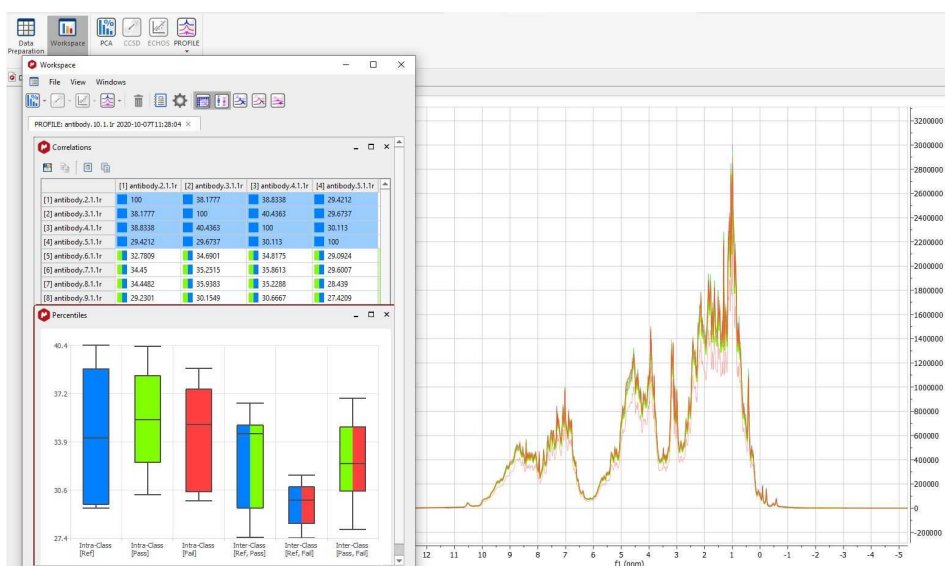 Data Preparation
Workspace
PCA
CCSD
ECHOS
PROFILE
Workspace
File View Windows
PROFILE: antibody.10.1.1r 2020-10-07T11:28:04
Correlations
[1] antibody.2.1.1r [2] antibody.3.1.1r [3] antibody.4.1.1r [4] antibody.5.1.1r
[1] antibody.2.1.1r 100 38.1777 38.8338 29.4212
[2] antibody.3.1.1r 38.1777 100 40.4363 29.6737
[3] antibody.4.1.1r 38.8338 40.4363 100 30.113
[4] antibody.5.1.1r 29.4212 29.6737 30.113 100
[5] antibody.6.1.1r 32.7809 34.6901 34.8175 29.0924
[6] antibody.7.1.1r 34.45 35.2515 35.8613 29.6007
[7] antibody.8.1.1r 34.4482 35.9383 35.2288 28.439
[8] antibody.9.1.1r 29.2301 30.1549 30.6667 27.4209
Percentiles
40.4
37.2
33.9
30.6
27.4
Intra-Class [Ref]
Intra-Class [Pass]
Intra-Class [Fail]
Inter-Class [Ref, Pass]
Inter-Class [Ref, Fail]
Inter-Class [Pass, Fail]
3200000
3000000
2800000
2600000
2400000
2200000
2000000
1800000
1600000
1400000
1200000
1000000
800000
600000
400000
200000
0
-200000
12 11 10 9 8 7 6 5 4 3 2 1 0 -1 -2 -3 -4 -5
f1 (ppm)